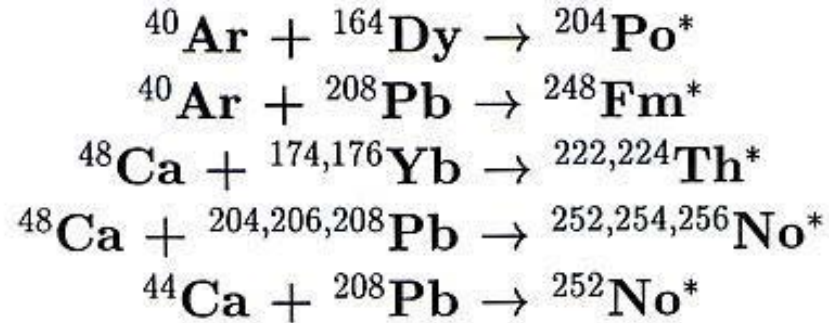 ⁴⁰Ar + ¹⁶⁴Dy → ²⁰⁴Po*
⁴⁰Ar + ²⁰⁸Pb → ²⁴⁸Fm*
⁴⁸Ca + ¹⁷⁴,¹⁷⁶Yb → ²²²,²²⁴Th*
⁴⁸Ca + ²⁰⁴,²⁰⁶,²⁰⁸Pb → ²⁵²,²⁵⁴,²⁵⁶No*
⁴⁴Ca + ²⁰⁸Pb → ²⁵²No*